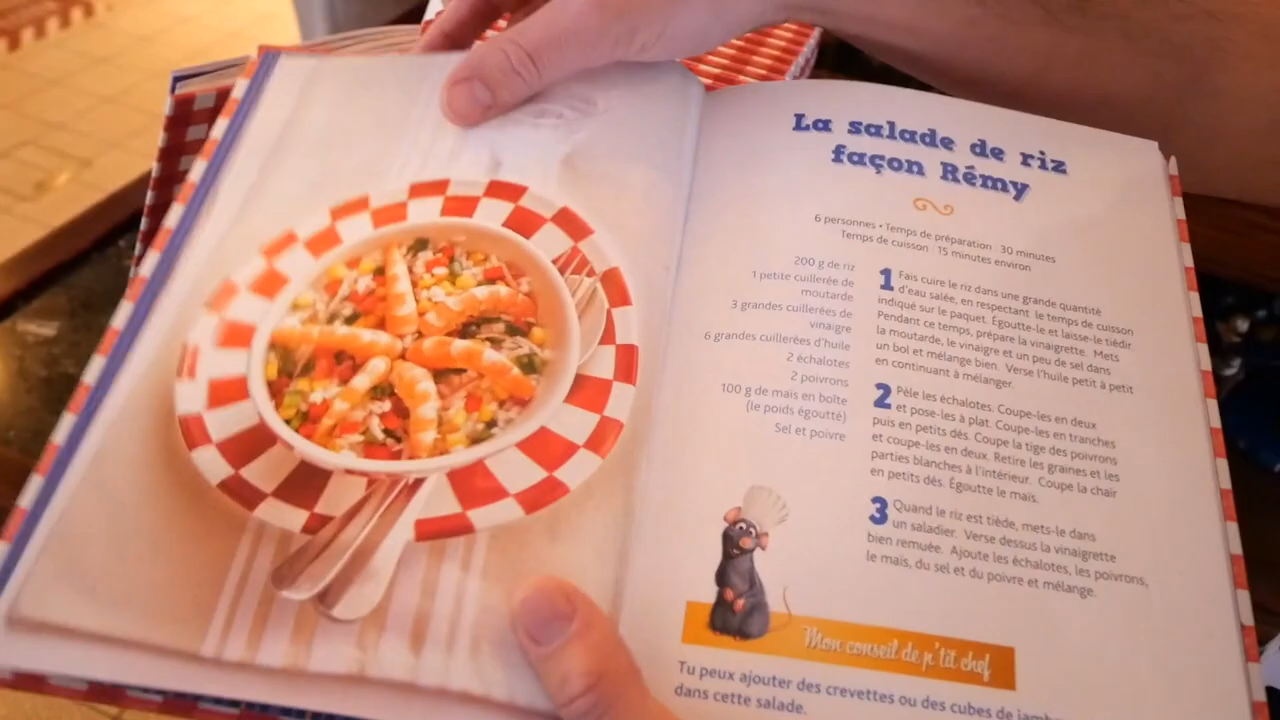 La salade de riz
façon Rémy
6 personnes • Temps de préparation 30 minutes
Temps de cuisson 15 minutes environ
200 g de riz
1 petite cuillerée de
moutarde
3 grandes cuillerées de
vinaigre
6 grandes cuillerées d'huile
2 échalotes
2 poivrons
100 g de maïs en boîte
(le poids égoutté)
Sel et poivre
1 Fais cuire le riz dans une grande quantité
d'eau salée, en respectant le temps de cuisson
indiqué sur le paquet. Égoutte-le et laisse-le tiédir.
Pendant ce temps, prépare la vinaigrette. Mets
la moutarde, le vinaigre et un peu de sel dans
un bol et mélange bien. Verse l'huile petit à petit
en continuant à mélanger.
2 Pèle les échalotes. Coupe-les en deux
et pose-les à plat. Coupe-les en tranches
puis en petits dés. Coupe la tige des poivrons
et coupe-les en deux. Retire les graines et les
parties blanches à l'intérieur. Coupe la chair
en petits dés. Égoutte le maïs.
3 Quand le riz est tiède, mets-le dans
un saladier. Verse dessus la vinaigrette
bien remuée. Ajoute les échalotes, les poivrons,
le maïs, du sel et du poivre et mélange.
Mon conseil de p'tit chef
Tu peux ajouter des crevettes ou des cubes de
dans cette salade.